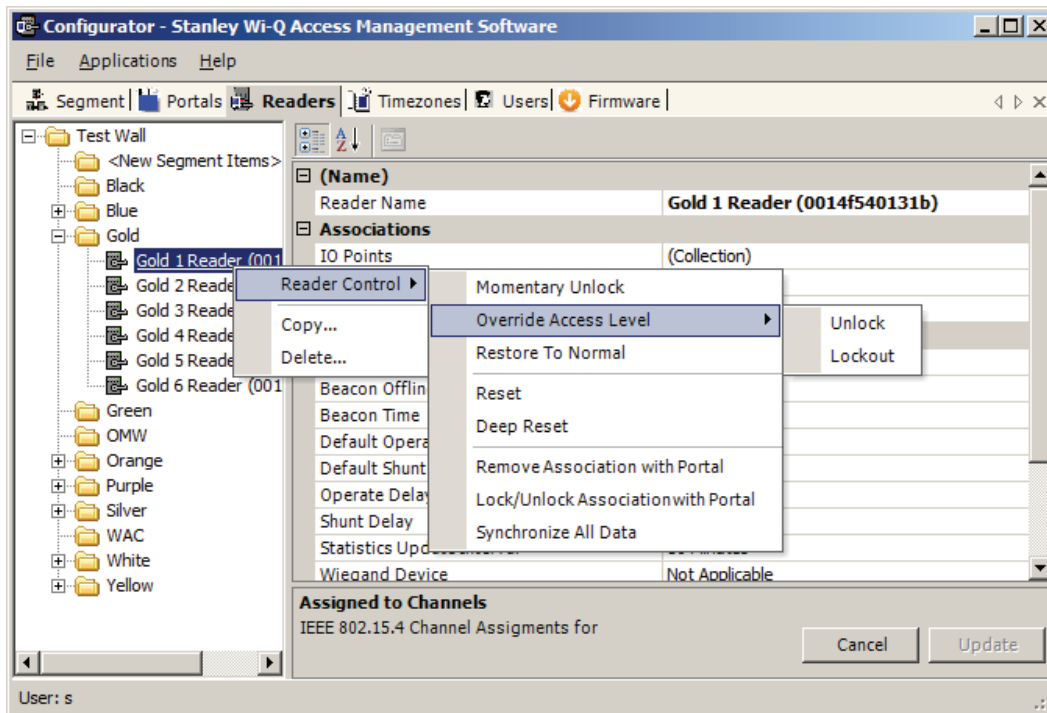 Configurator - Stanley Wi-Q Access Management Software
File Applications Help
Segment Portals Readers Timezones Users Firmware
Test Wall
<New Segment Items>
Black
Blue
Gold
Gold 1 Reader (001
Gold 2 Reade
Gold 3 Reade
Gold 4 Reade
Gold 5 Reade
Gold 6 Reader (001
Green
OMW
Orange
Purple
Silver
WAC
White
Yellow
(Name)
Reader Name Gold 1 Reader (0014f540131b)
Associations
IO Points (Collection)
Beacon Offlin
Beacon Time
Default Opera
Default Shunt
Operate Delay
Shunt Delay
Statistics Upd
Wiegand Device Not Applicable
Reader Control
Copy...
Delete...
Momentary Unlock
Override Access Level
Restore To Normal
Reset
Deep Reset
Remove Association with Portal
Lock/Unlock Association with Portal
Synchronize All Data
Unlock
Lockout
Assigned to Channels
IEEE 802.15.4 Channel Assigments for
Cancel Update
User: s